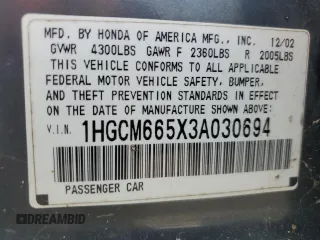 MFD. BY HONDA OF AMERICA MFG., INC. 12/02
GVWR 4300LBS GAWR F 2360LBS R 2005LBS
THIS VEHICLE CONFORMS TO ALL APPLICABLE
FEDERAL MOTOR VEHICLE SAFETY, BUMPER,
AND THEFT PREVENTION STANDARDS IN EFFECT
ON THE DATE OF MANUFACTURE SHOWN ABOVE.
V.I.N. 1HGCM665X3A030694
PASSENGER CAR
DREAMBID